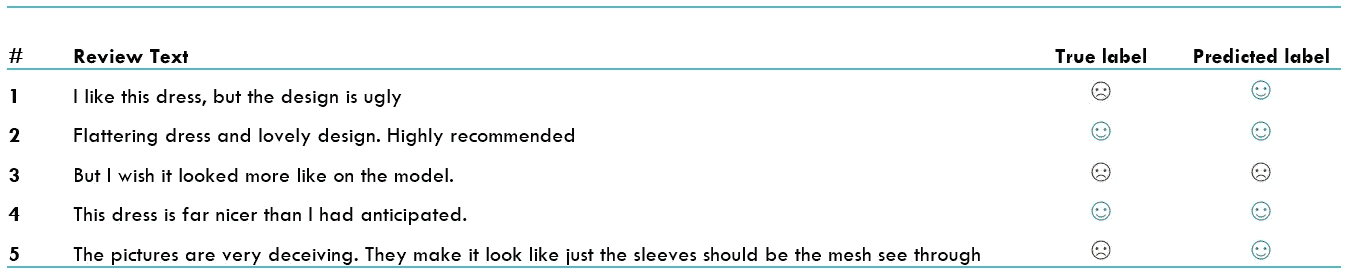 # Review Text True label Predicted label
1 I like this dress, but the design is ugly
2 Flattering dress and lovely design. Highly recommended
3 But I wish it looked more like on the model.
4 This dress is far nicer than I had anticipated.
5 The pictures are very deceiving. They make it look like just the sleeves should be the mesh see through